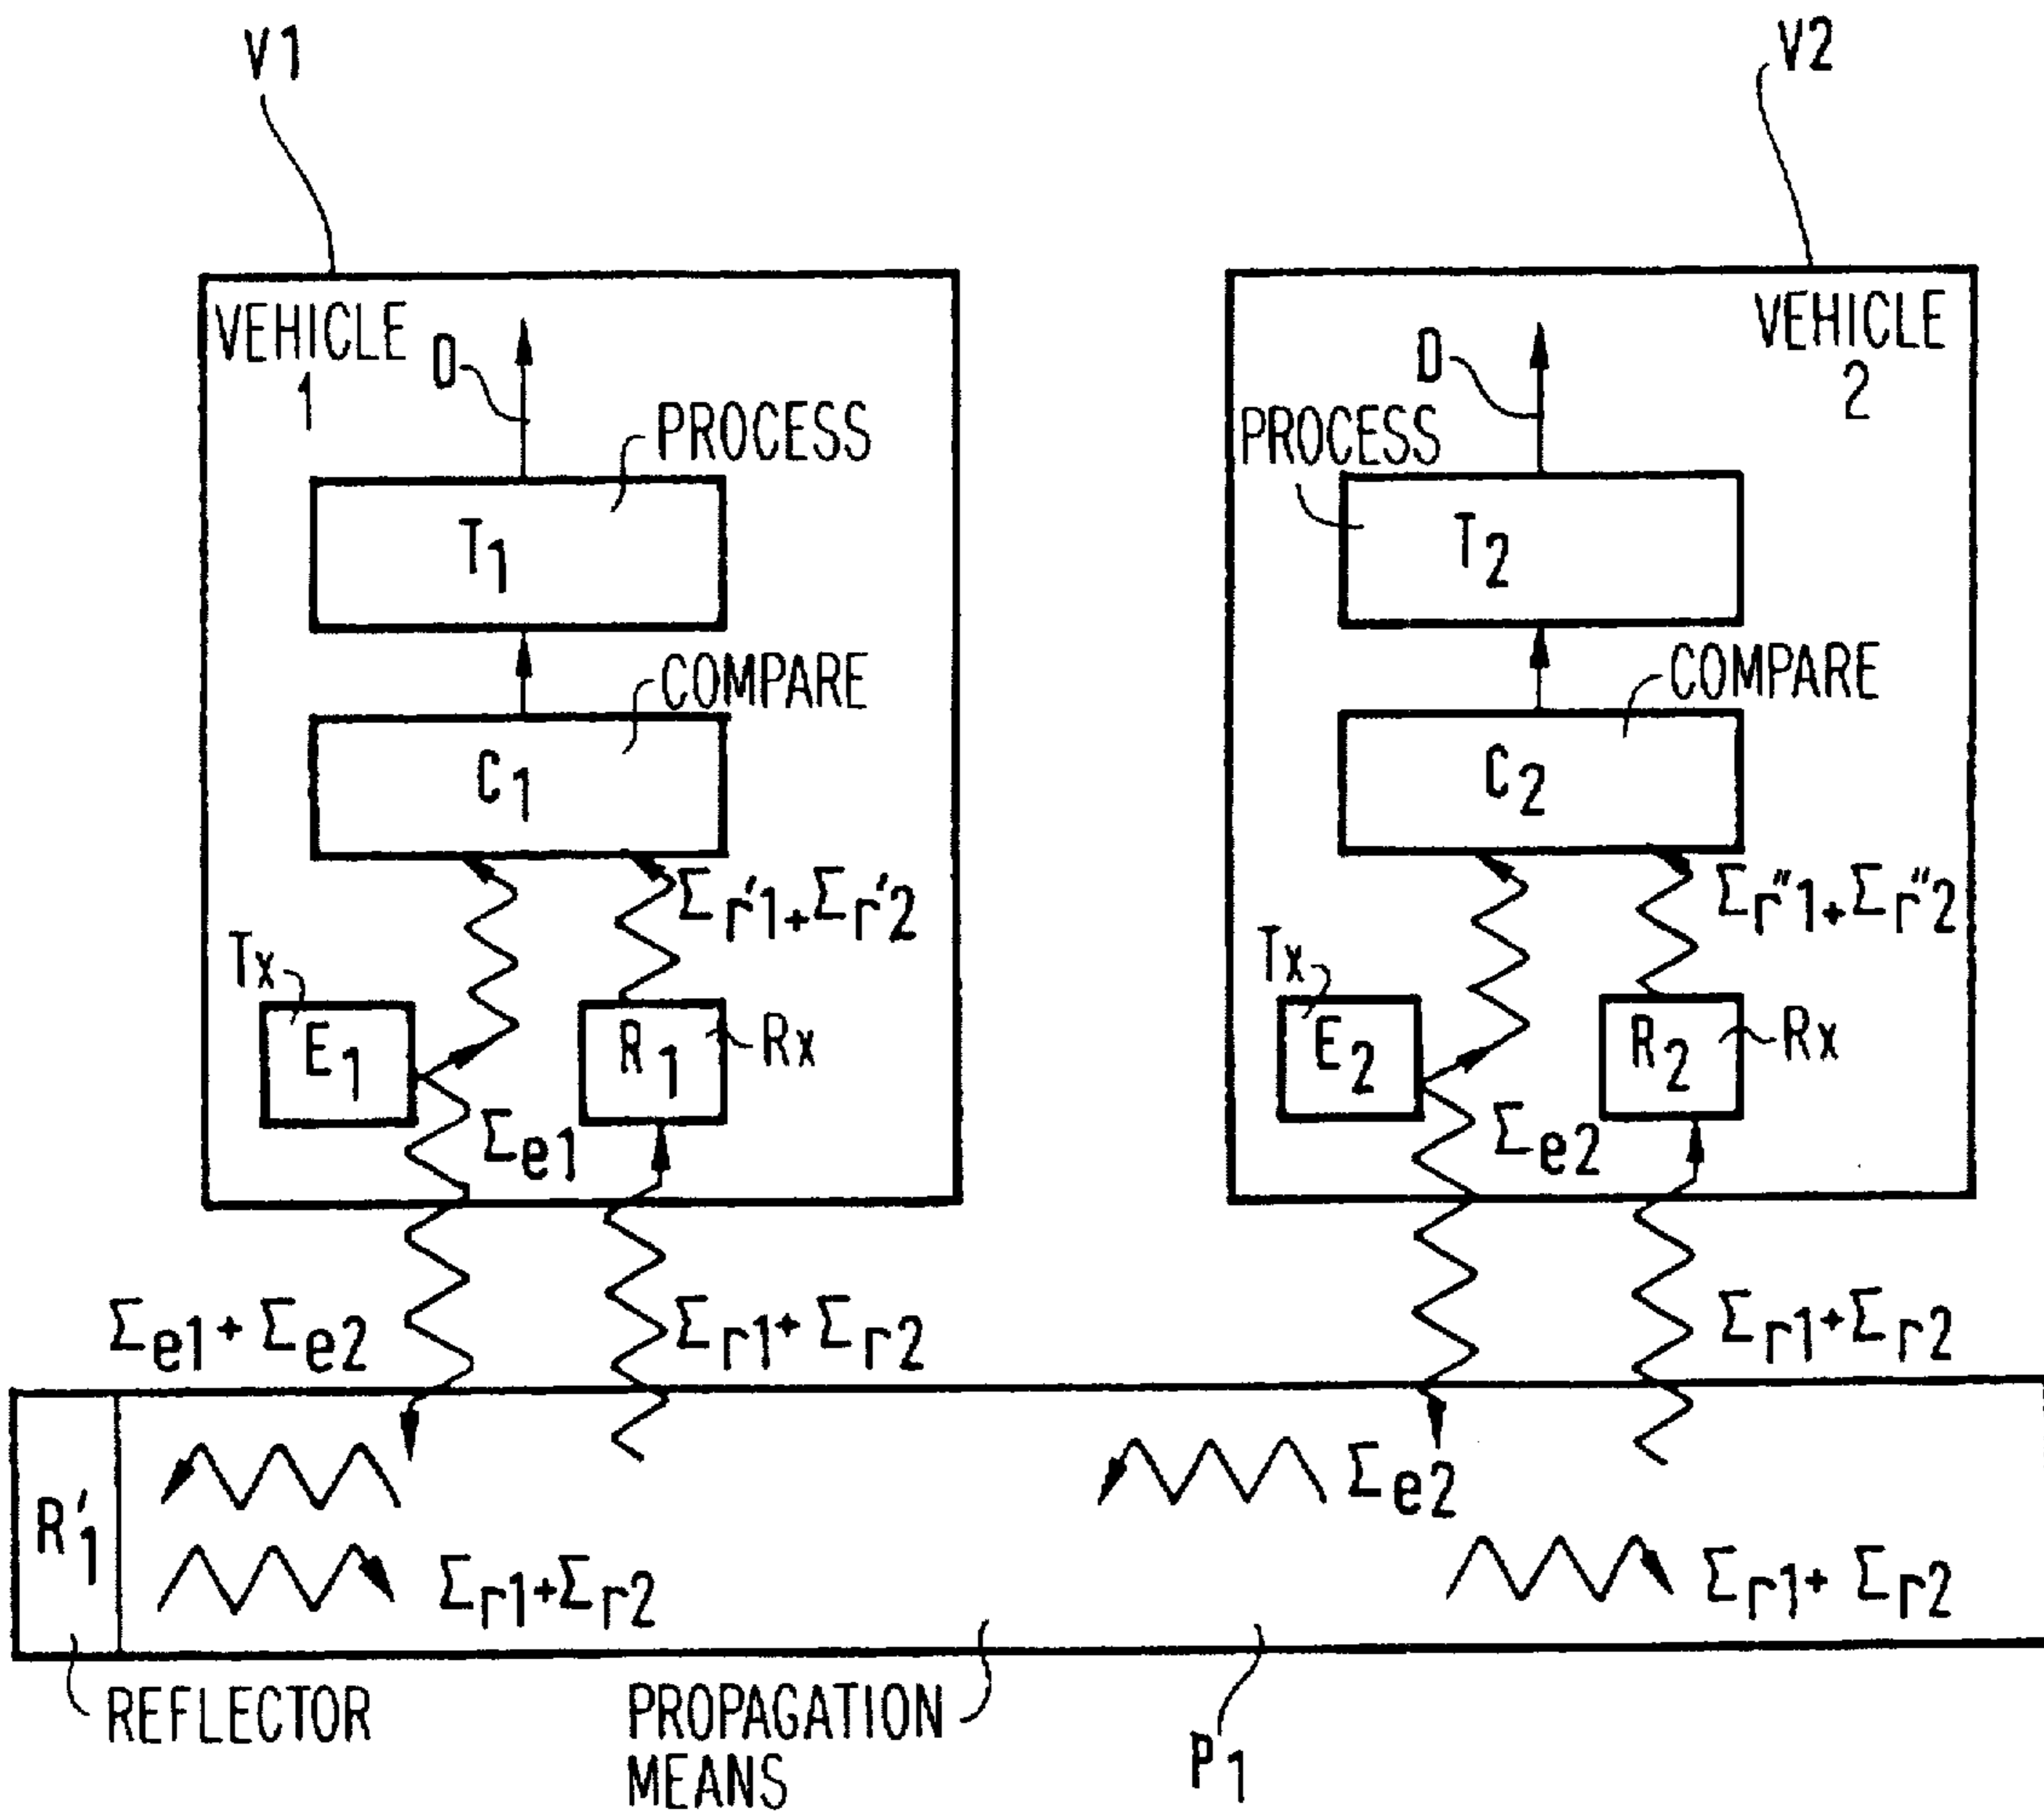 V1
V2
VEHICLE
1
D
PROCESS
T1
COMPARE
C1
Σr'1+Σr'2
Tx
E1
R1
Rx
Σe1
VEHICLE
2
D
PROCESS
T2
COMPARE
C2
Σr"1+Σr"2
Tx
E2
R2
Rx
Σe2
Σe1+Σe2
Σr1+Σr2
Σr1+Σr2
R'1
Σe2
Σr1+Σr2
Σr1+Σr2
REFLECTOR
PROPAGATION
MEANS
P1